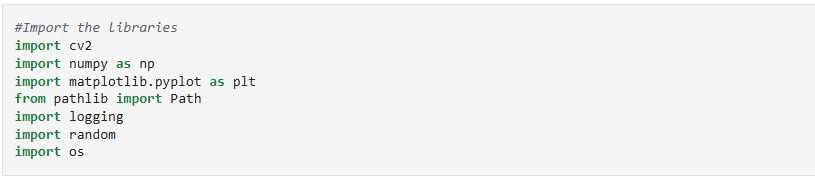 #Import the libraries
import cv2
import numpy as np
import matplotlib.pyplot as plt
from pathlib import Path
import logging
import random
import os